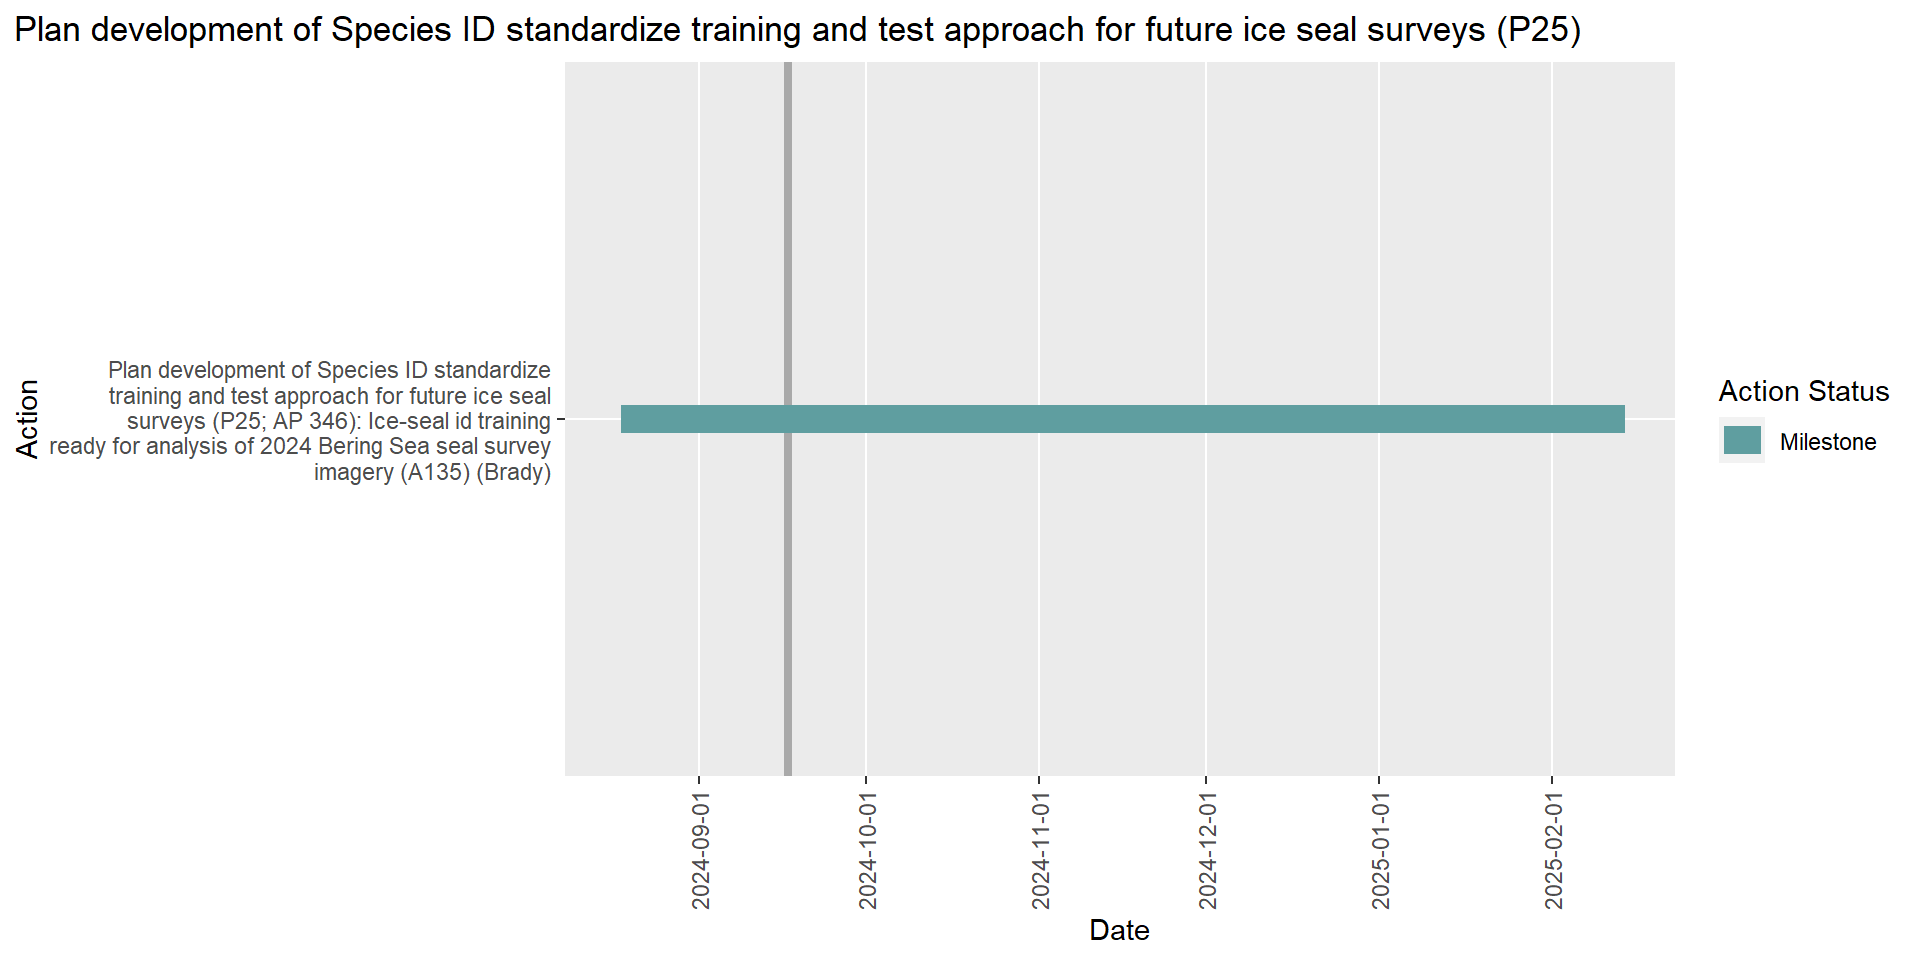 Plan development of Species ID standardize training and test approach for future ice seal surveys (P25)
Action
Plan development of Species ID standardize
training and test approach for future ice seal
surveys (P25; AP 346): Ice-seal id training
ready for analysis of 2024 Bering Sea seal survey
imagery (A135) (Brady)
Action Status
Milestone
2024-09-01
2024-10-01
2024-11-01
2024-12-01
2025-01-01
2025-02-01
Date